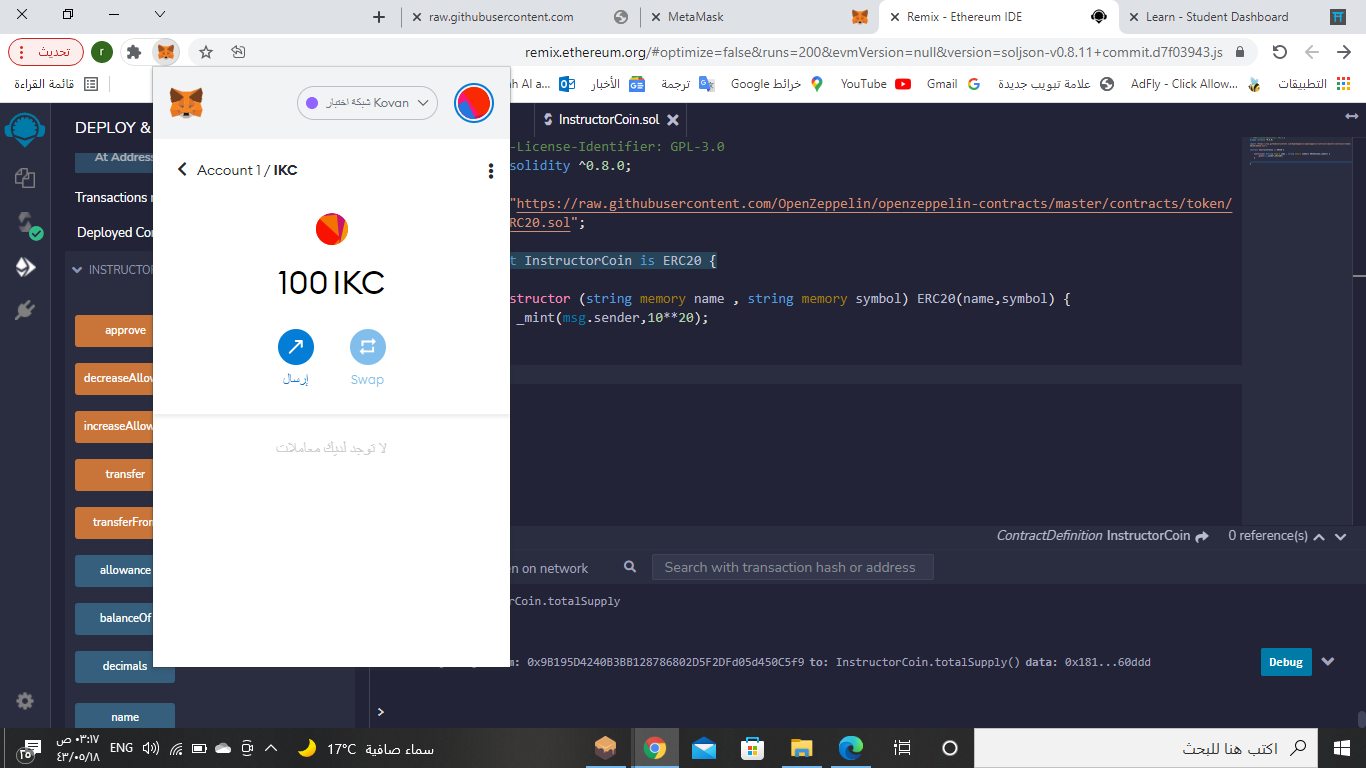 raw.githubusercontent.com
MetaMask
Remix - Ethereum IDE
Learn - Student Dashboard
تحديث
r
remix.ethereum.org/#optimize=false&runs=200&evmVersion=null&version=soljson-v0.8.11+commit.d7f03943.js
قائمة القراءة
الأخبار
ترجمة
خرائط Google
YouTube
Gmail
علامة تبويب جديدة
AdFly - Click Allow...
التطبيقات
DEPLOY &
At Address
Deployed Con
approve
decreaseAllow
increaseAllow
transfer
transferFrom
allowance
balanceOf
decimals
name
شبكة اختبار Kovan
Account 1 / IKC
100 IKC
إرسال
Swap
لا توجد لديك معاملات
InstructorCoin.sol
-License-Identifier: GPL-3.0
solidity ^0.8.0;
"https://raw.githubusercontent.com/OpenZeppelin/openzeppelin-contracts/master/contracts/token/
RC20.sol";
t InstructorCoin is ERC20 {
structor (string memory name , string memory symbol) ERC20(name,symbol) {
_mint(msg.sender,10**20);
ContractDefinition InstructorCoin
0 reference(s)
en on network
Search with transaction hash or address
rCoin.totalSupply
m: 0x9B195D4240B3BB128786802D5F2DFd05d450C5f9 to: InstructorCoin.totalSupply() data: 0x181...60ddd
Debug
>
٠٣:١٧ ص
٤٣/٠٥/١٨
٢٥
ENG
17°C سماء صافية
اكتب هنا للبحث